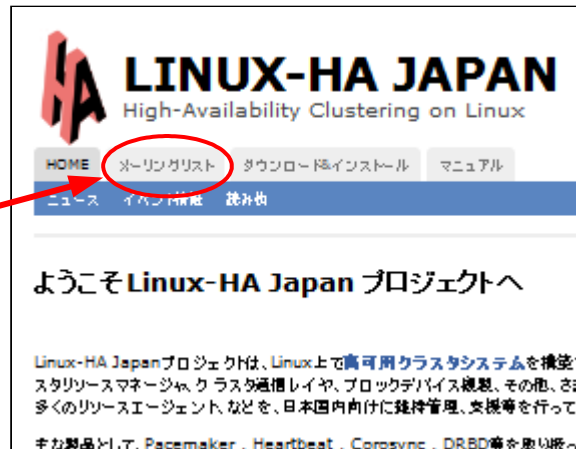 HA
LINUX-HA JAPAN
High-Availability Clustering on Linux
HOME メーリングリスト ダウンロード&インストール マニュアル
ニュース イベント情報 読み物
ようこそLinux-HA Japan プロジェクトへ
Linux-HA Japanプロジェクトは、Linux上で高可用クラスタシステムを構築
スタリソースマネージャ、クラスタ通信レイヤ、ブロックデバイス複製、その他、さ
多くのリソースエージェント、などを、日本国内向けに維持管理、支援等を行って
主な製品として、Pacemaker , Heartbeat , Corosync , DRBD等を取り扱っ